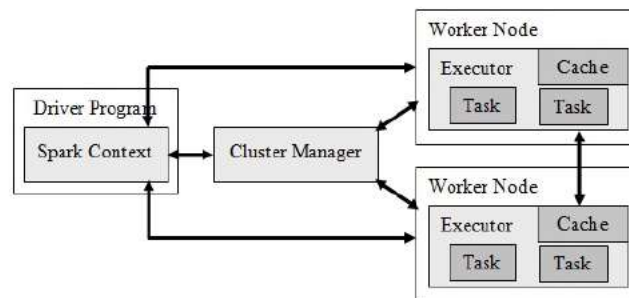 Worker Node
Executor
Cache
Task
Task
Driver Program
Spark Context
Cluster Manager
Worker Node
Executor
Cache
Task
Task